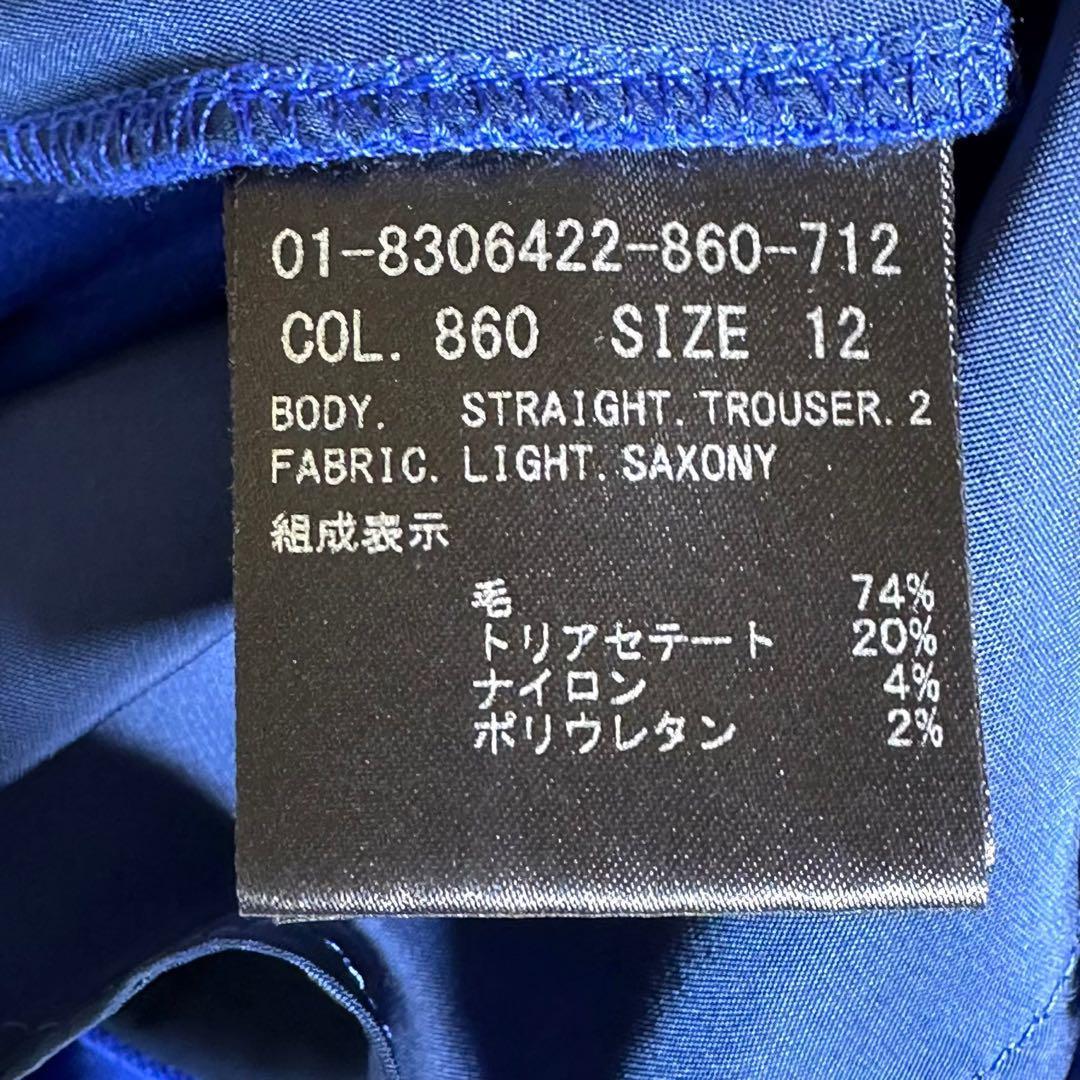 01-8306422-860-712
COL. 860 SIZE 12
BODY. STRAIGHT.TROUSER.2
FABRIC. LIGHT.SAXONY
組成表示
毛 74%
トリアセテート 20%
ナイロン 4%
ポリウレタン 2%